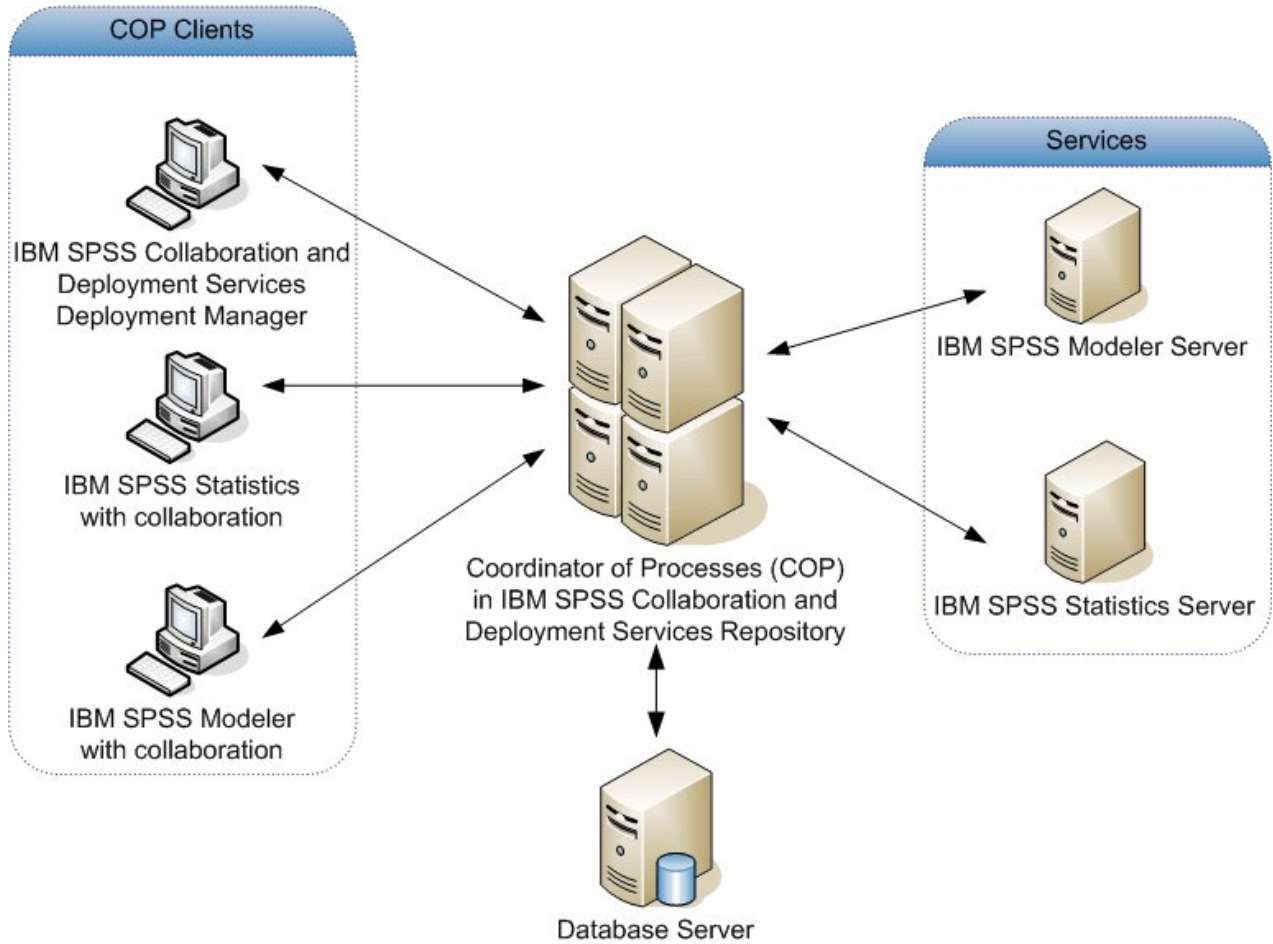 COP Clients
IBM SPSS Collaboration and
Deployment Services
Deployment Manager
IBM SPSS Statistics
with collaboration
IBM SPSS Modeler
with collaboration
Coordinator of Processes (COP)
in IBM SPSS Collaboration and
Deployment Services Repository
Database Server
Services
IBM SPSS Modeler Server
IBM SPSS Statistics Server